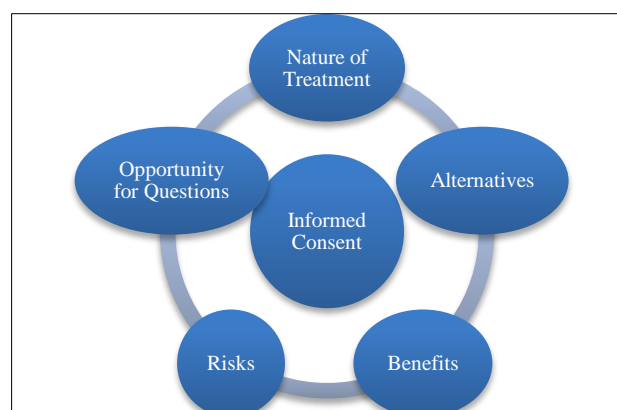 Nature of
Treatment
Opportunity
for Questions
Alternatives
Informed
Consent
Risks
Benefits